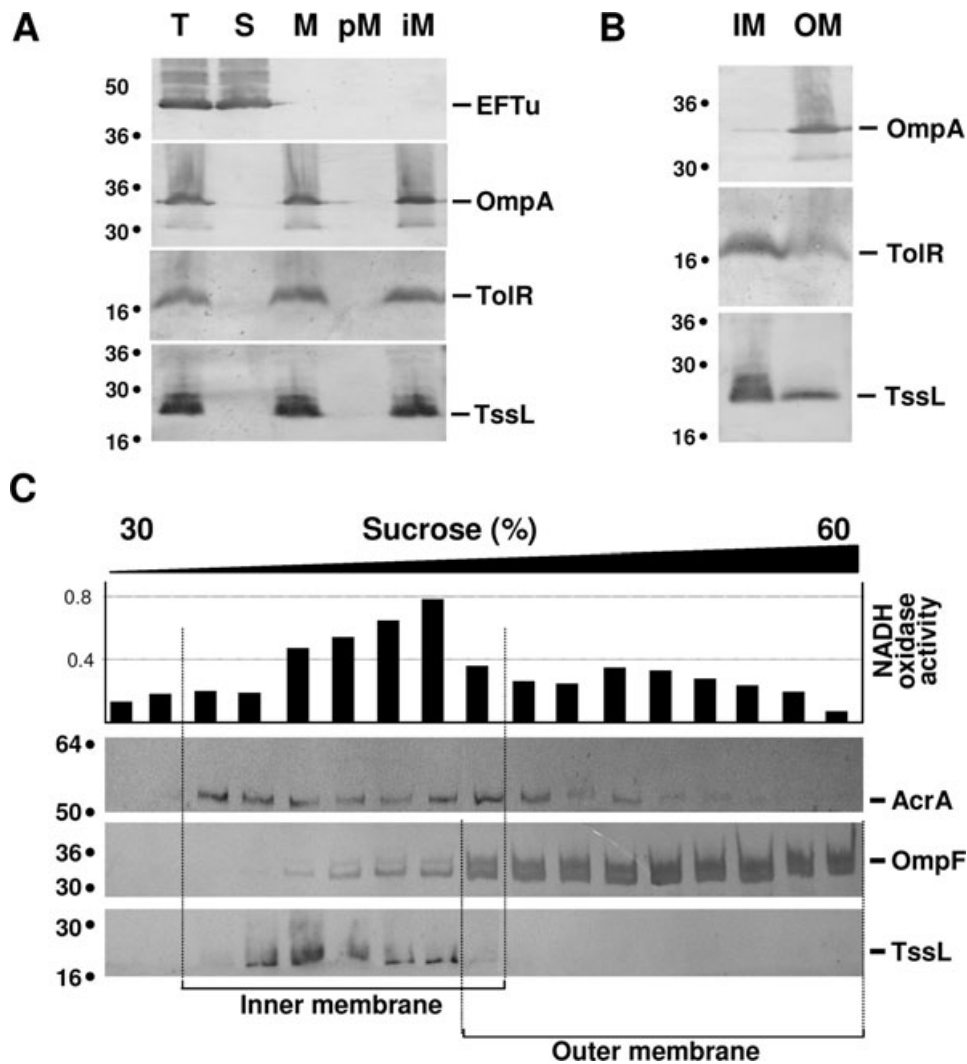 A
T S M pM iM
50
36
EFTu
36
30
OmpA
16
TolR
36
30
16
TssL
B
IM OM
36
30
OmpA
16
TolR
36
30
16
TssL
C
30 Sucrose (%) 60
0.8
0.4
NADH
oxidase
activity
64
50
AcrA
36
30
OmpF
30
16
TssL
Inner membrane
Outer membrane